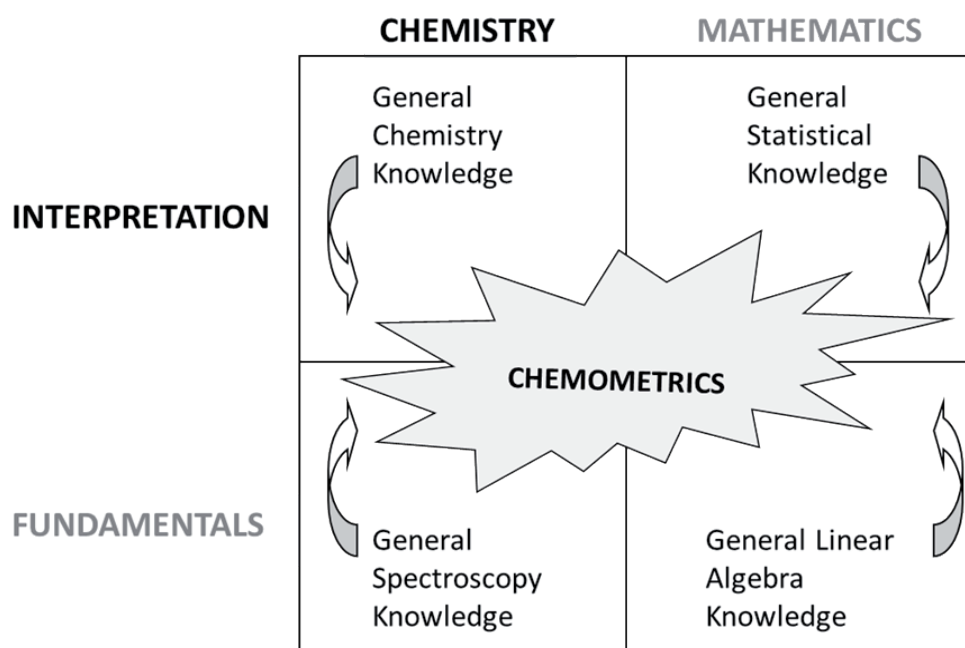 CHEMISTRY
MATHEMATICS
General
Chemistry
Knowledge
General
Statistical
Knowledge
INTERPRETATION
CHEMOMETRICS
FUNDAMENTALS
General
Spectroscopy
Knowledge
General Linear
Algebra
Knowledge